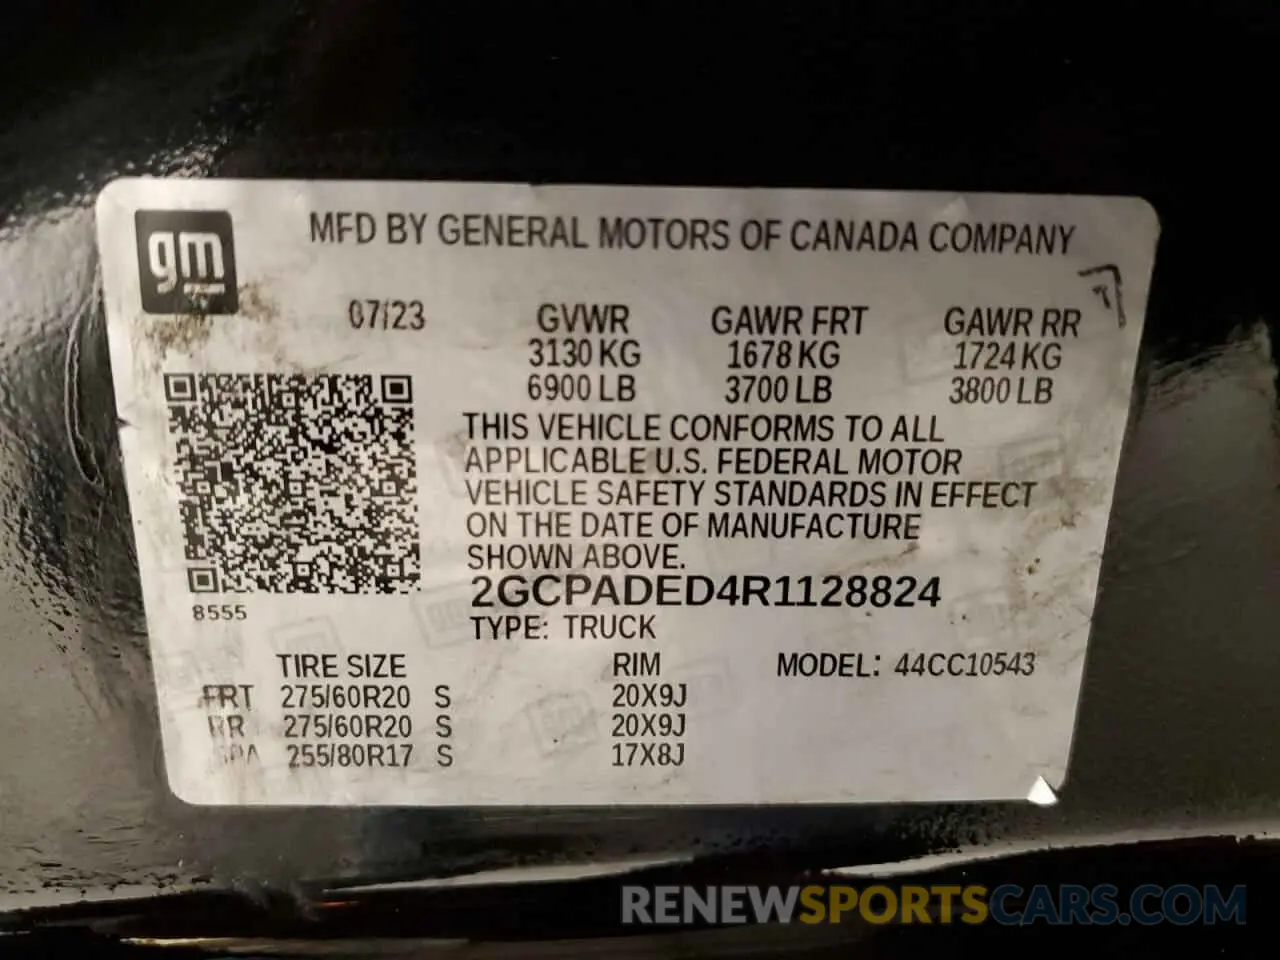 gm
MFD BY GENERAL MOTORS OF CANADA COMPANY
07/23 GVWR GAWR FRT GAWR RR
3130 KG 1678 KG 1724 KG
6900 LB 3700 LB 3800 LB
THIS VEHICLE CONFORMS TO ALL
APPLICABLE U.S. FEDERAL MOTOR
VEHICLE SAFETY STANDARDS IN EFFECT
ON THE DATE OF MANUFACTURE
SHOWN ABOVE.
2GCPADED4R1128824
8555
TYPE: TRUCK
TIRE SIZE RIM MODEL: 44CC10543
FRT 275/60R20 S 20X9J
RR 275/60R20 S 20X9J
SPA 255/80R17 S 17X8J
RENEWSPORTSCARS.COM